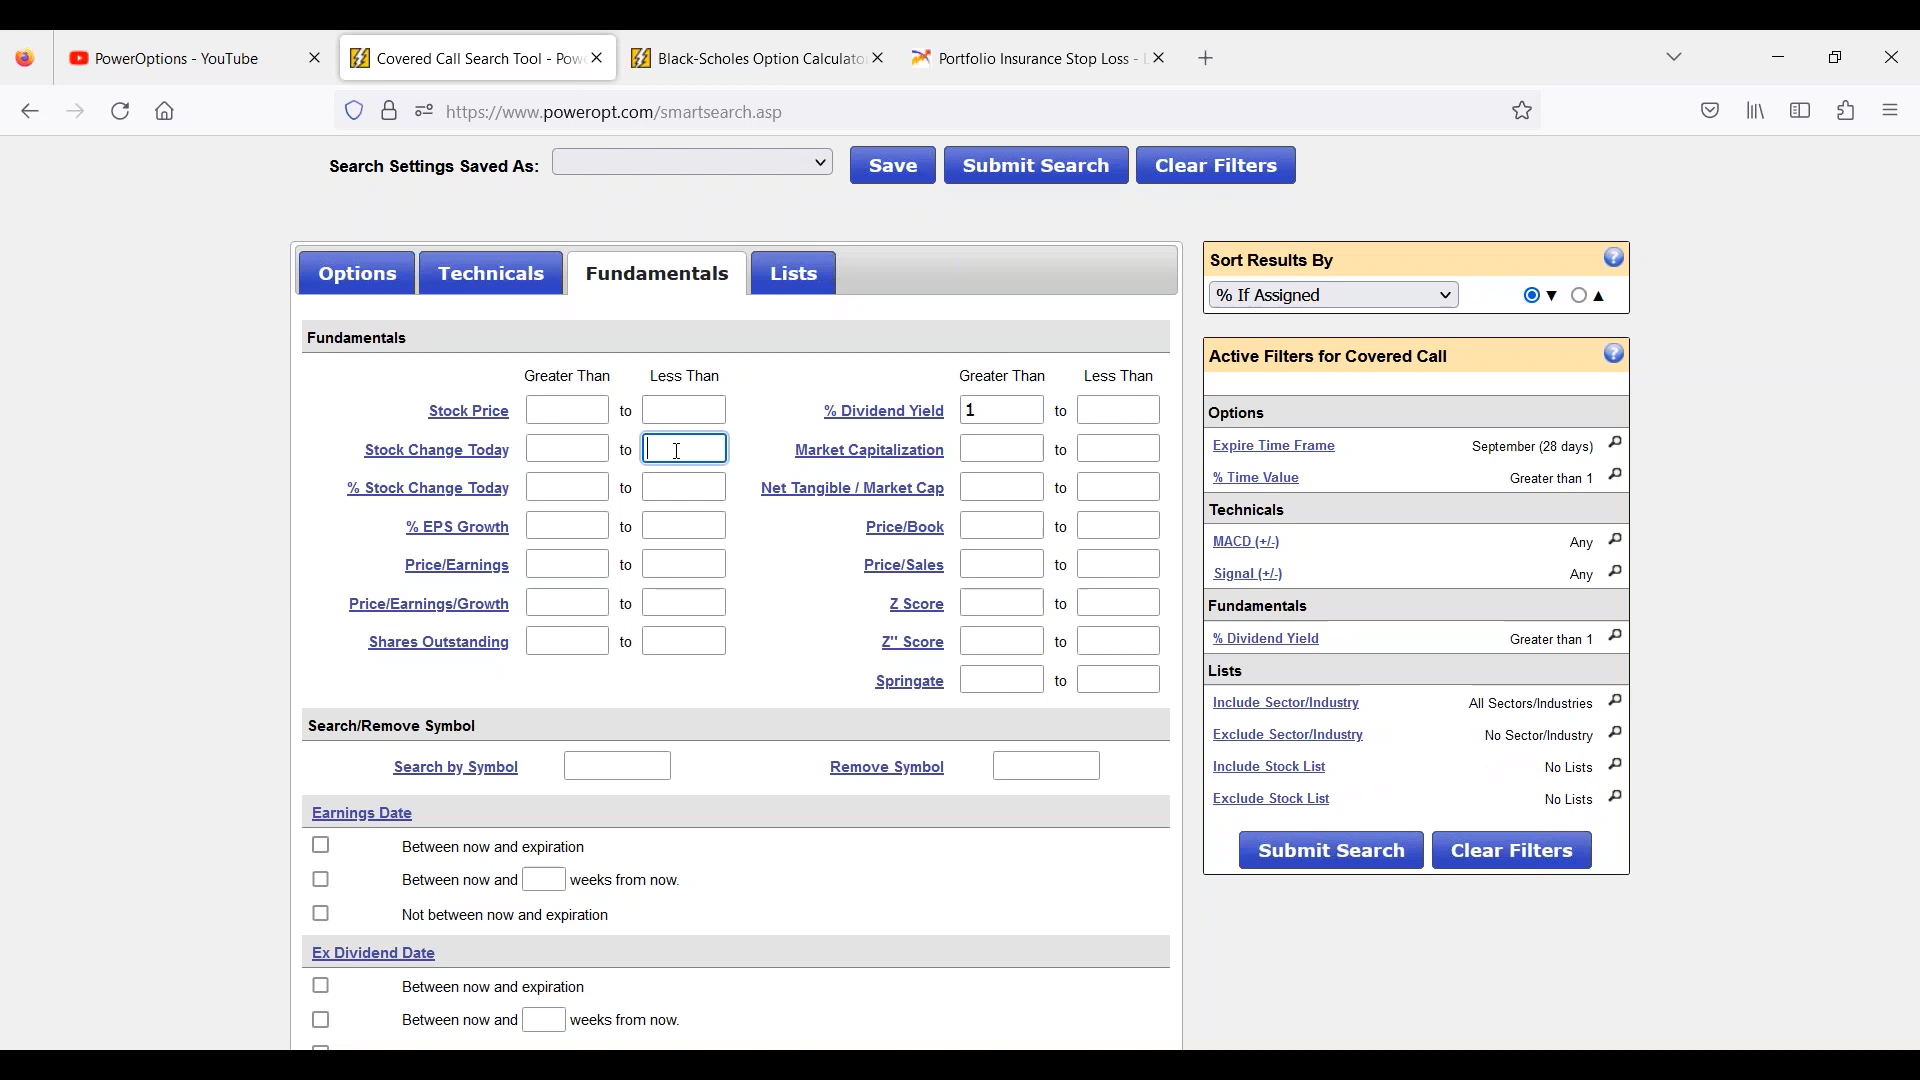 PowerOptions - YouTube
Covered Call Search Tool - Powe
Black-Scholes Option Calculato
Portfolio Insurance Stop Loss -
https://www.poweropt.com/smartsearch.asp
Search Settings Saved As:
Save
Submit Search
Clear Filters
Options
Technicals
Fundamentals
Lists
Fundamentals
Greater Than
Less Than
Greater Than
Less Than
Stock Price
to
% Dividend Yield
1
to
Stock Change Today
to
Market Capitalization
to
% Stock Change Today
to
Net Tangible / Market Cap
to
% EPS Growth
to
Price/Book
to
Price/Earnings
to
Price/Sales
to
Price/Earnings/Growth
to
Z Score
to
Shares Outstanding
to
Z" Score
to
Springate
to
Search/Remove Symbol
Search by Symbol
Remove Symbol
Earnings Date
Between now and expiration
Between now and weeks from now.
Not between now and expiration
Ex Dividend Date
Between now and expiration
Between now and weeks from now.
Sort Results By
?
% If Assigned
▼ ▲
Active Filters for Covered Call
?
Options
Expire Time Frame
September (28 days)
% Time Value
Greater than 1
Technicals
MACD (+/-)
Any
Signal (+/-)
Any
Fundamentals
% Dividend Yield
Greater than 1
Lists
Include Sector/Industry
All Sectors/Industries
Exclude Sector/Industry
No Sector/Industry
Include Stock List
No Lists
Exclude Stock List
No Lists
Submit Search
Clear Filters